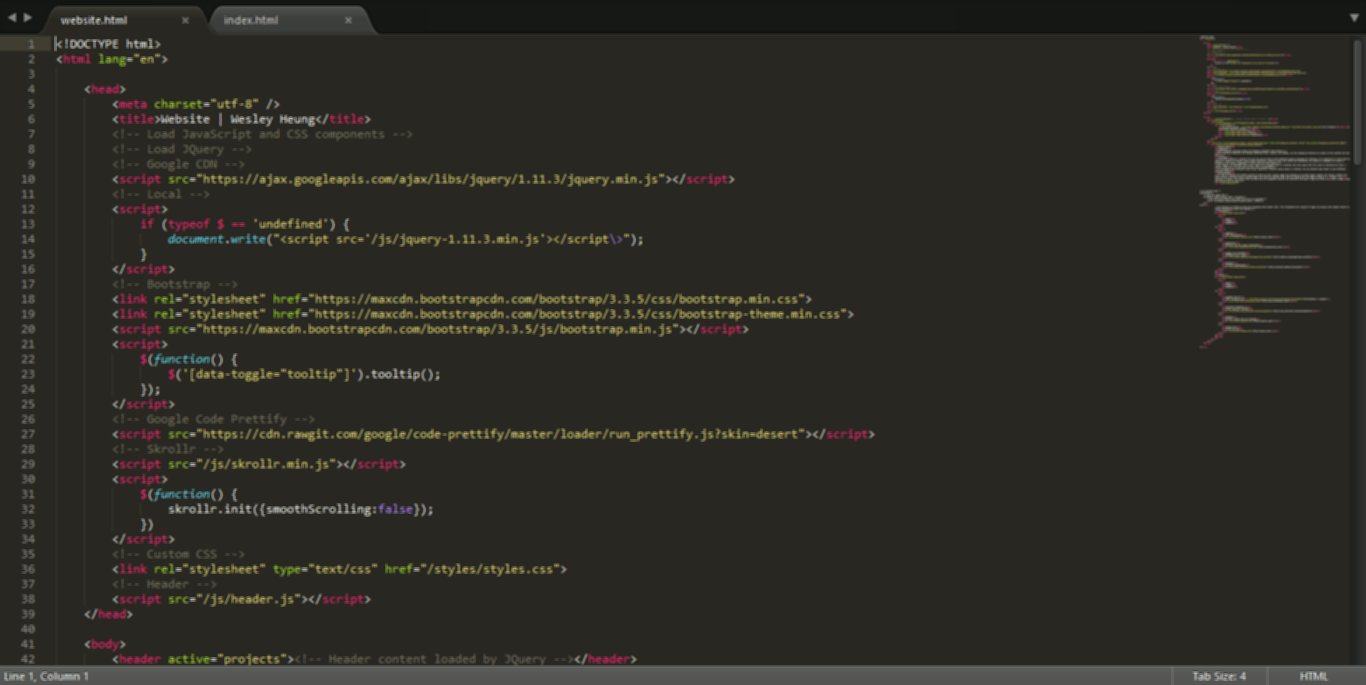 website.html × index.html ×
1 <!DOCTYPE html>
2 <html lang="en">
3
4 <head>
5 <meta charset="utf-8" />
6 <title>Website | Wesley Heung</title>
7 <!-- Load JavaScript and CSS components -->
8 <!-- Load JQuery -->
9 <!-- Google CDN -->
10 <script src="https://ajax.googleapis.com/ajax/libs/jquery/1.11.3/jquery.min.js"></script>
11 <!-- Local -->
12 <script>
13 if (typeof $ == 'undefined') {
14 document.write("<script src='/js/jquery-1.11.3.min.js'></script\>");
15 }
16 </script>
17 <!-- Bootstrap -->
18 <link rel="stylesheet" href="https://maxcdn.bootstrapcdn.com/bootstrap/3.3.5/css/bootstrap.min.css">
19 <link rel="stylesheet" href="https://maxcdn.bootstrapcdn.com/bootstrap/3.3.5/css/bootstrap-theme.min.css">
20 <script src="https://maxcdn.bootstrapcdn.com/bootstrap/3.3.5/js/bootstrap.min.js"></script>
21 <script>
22 $(function() {
23 $('[data-toggle="tooltip"]').tooltip();
24 });
25 </script>
26 <!-- Google Code Prettify -->
27 <script src="https://cdn.rawgit.com/google/code-prettify/master/loader/run_prettify.js?skin=desert"></script>
28 <!-- Skrollr -->
29 <script src="/js/skrollr.min.js"></script>
30 <script>
31 $(function() {
32 skrollr.init({smoothScrolling:false});
33 })
34 </script>
35 <!-- Custom CSS -->
36 <link rel="stylesheet" type="text/css" href="/styles/styles.css">
37 <!-- Header -->
38 <script src="/js/header.js"></script>
39 </head>
40
41 <body>
42 <header active="projects"><!-- Header content loaded by JQuery --></header>
Line 1, Column 1 Tab Size: 4 HTML